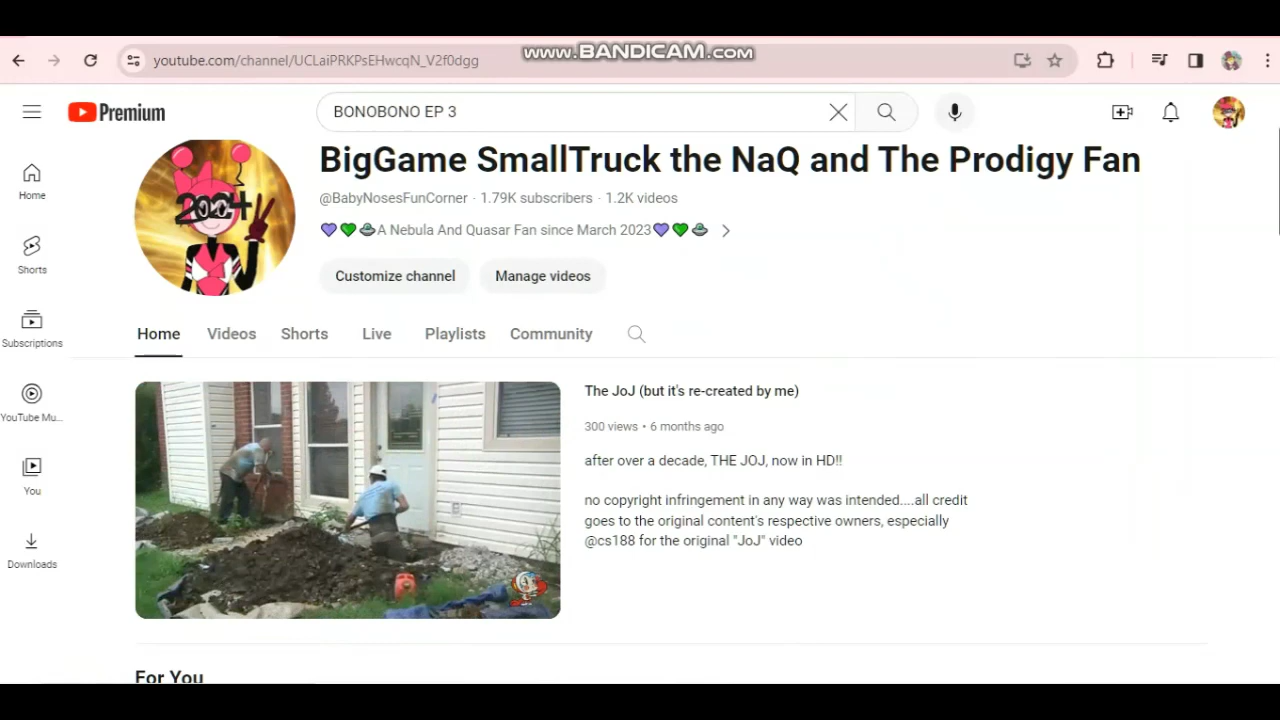 www.BANDICAM.com
youtube.com/channel/UCLaiPRKPsEHwcqN_V2f0dgg
Premium
BONOBONO EP 3
BigGame SmallTruck the NaQ and The Prodigy Fan
@BabyNosesFunCorner · 1.79K subscribers · 1.2K videos
💜💚🛸A Nebula And Quasar Fan since March 2023💜💚🛸
2004
Customize channel
Manage videos
Home
Shorts
Subscriptions
YouTube Mu...
You
Downloads
Home Videos Shorts Live Playlists Community
The JoJ (but it's re-created by me)
300 views • 6 months ago
after over a decade, THE JOJ, now in HD!!
no copyright infringement in any way was intended....all credit
goes to the original content's respective owners, especially
@cs188 for the original "JoJ" video
For You